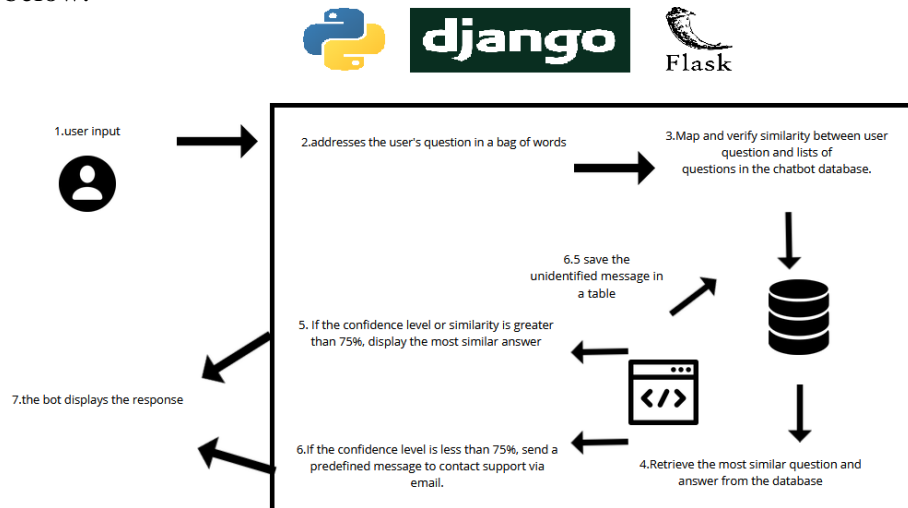 below.
django
Flask
1.user input
2.addresses the user's question in a bag of words
3.Map and verify similarity between user
question and lists of
questions in the chatbot database.
6.5 save the
unidentified message in
a table
5. If the confidence level or similarity is greater
than 75%, display the most similar answer
7.the bot displays the response
</>
6.If the confidence level is less than 75%, send a
predefined message to contact support via
email.
4.Retrieve the most similar question and
answer from the database